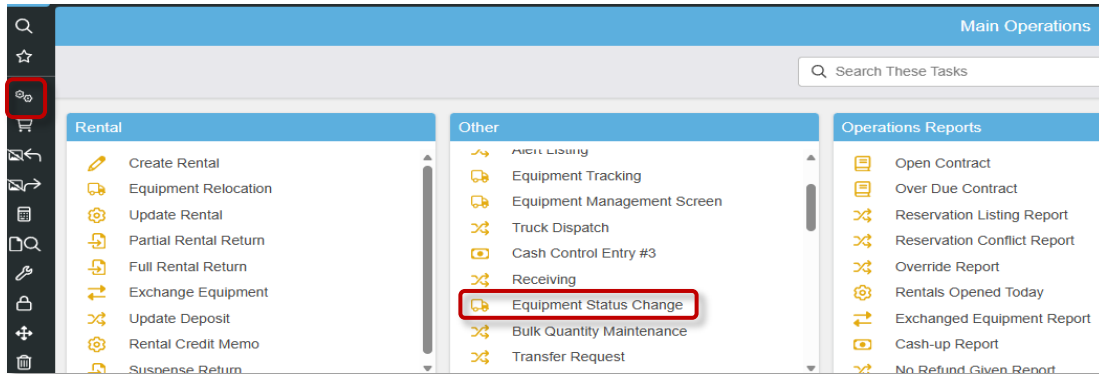 Main Operations
Search These Tasks
Rental
Create Rental
Equipment Relocation
Update Rental
Partial Rental Return
Full Rental Return
Exchange Equipment
Update Deposit
Rental Credit Memo
Suspense Return
Other
Alert Listing
Equipment Tracking
Equipment Management Screen
Truck Dispatch
Cash Control Entry #3
Receiving
Equipment Status Change
Bulk Quantity Maintenance
Transfer Request
Operations Reports
Open Contract
Over Due Contract
Reservation Listing Report
Reservation Conflict Report
Override Report
Rentals Opened Today
Exchanged Equipment Report
Cash-up Report
No Refund Given Report